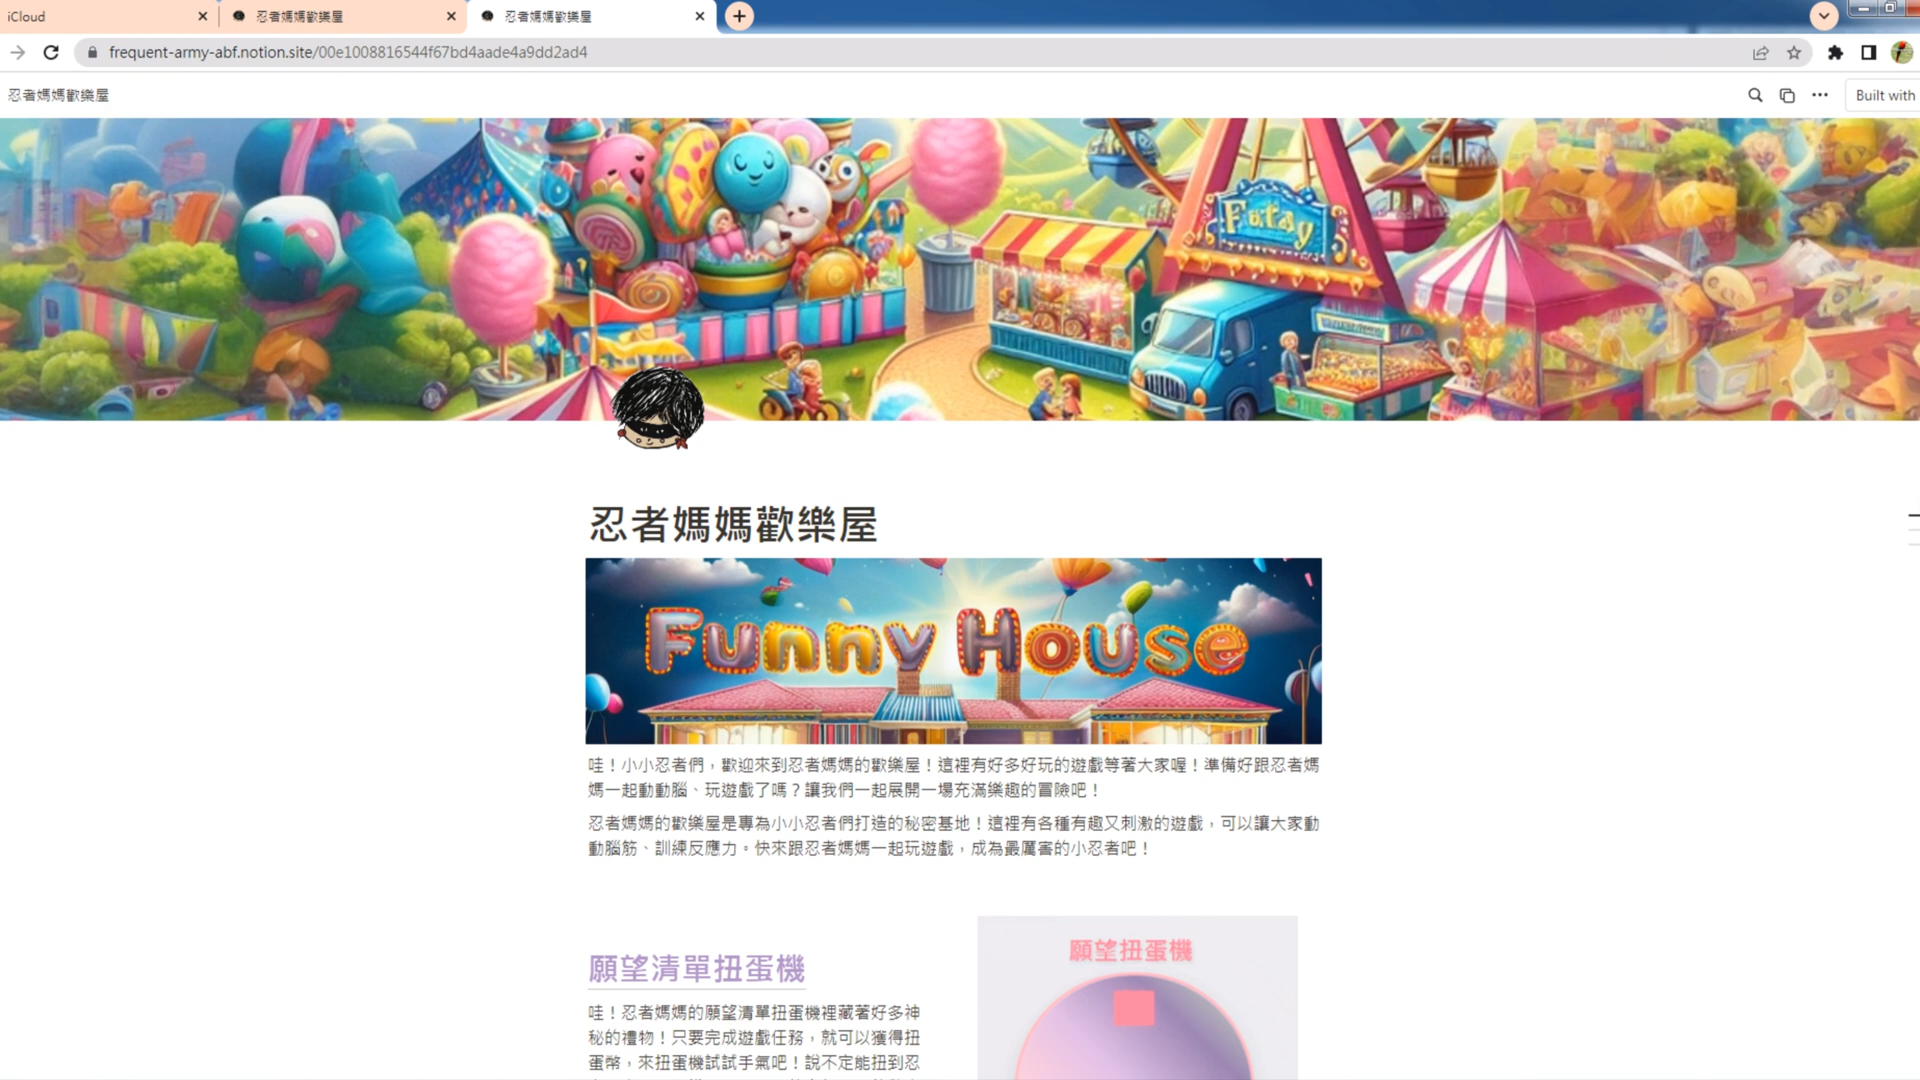 iCloud
忍者媽媽歡樂屋
忍者媽媽歡樂屋
frequent-army-abf.notion.site/00e1008816544f67bd4aade4a9dd2ad4
忍者媽媽歡樂屋
Built with
忍者媽媽歡樂屋
Funny House
哇！小小忍者們，歡迎來到忍者媽媽的歡樂屋！這裡有好多好玩的遊戲等著大家喔！準備好跟忍者媽
媽一起動動腦、玩遊戲了嗎？讓我們一起展開一場充滿樂趣的冒險吧！
忍者媽媽的歡樂屋是專為小小忍者們打造的秘密基地！這裡有各種有趣又刺激的遊戲，可以讓大家動
動腦筋、訓練反應力。快來跟忍者媽媽一起玩遊戲，成為最厲害的小忍者吧！
願望清單扭蛋機
哇！忍者媽媽的願望清單扭蛋機裡藏著好多神
秘的禮物！只要完成遊戲任務，就可以獲得扭
蛋幣，來扭蛋機試試手氣吧！說不定能扭到忍
願望扭蛋機